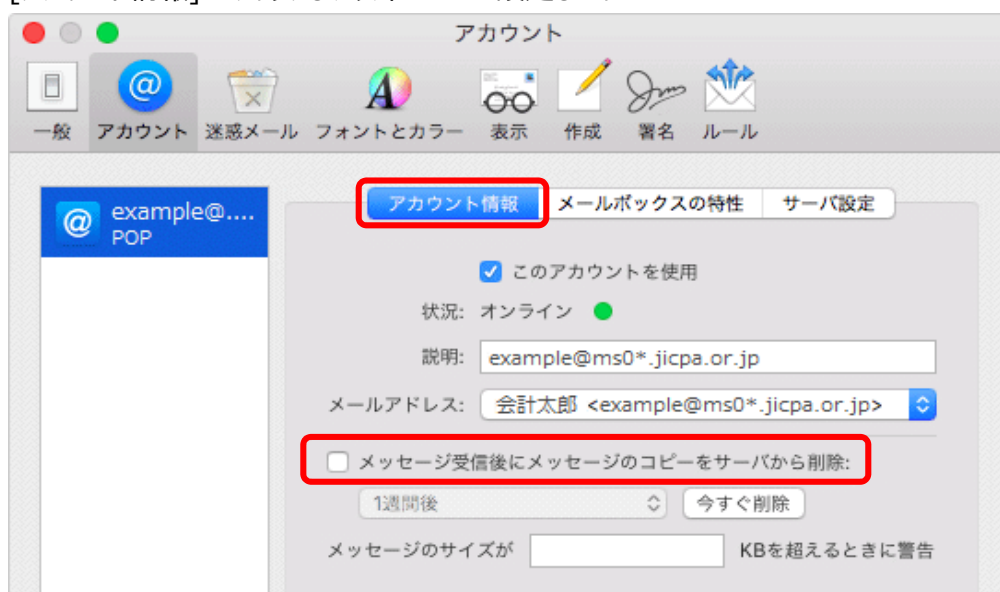 アカウント
一般 アカウント 迷惑メール フォントとカラー 表示 作成 署名 ルール
example@....
POP
アカウント情報 メールボックスの特性 サーバ設定
このアカウントを使用
状況: オンライン
説明: example@ms0*.jicpa.or.jp
メールアドレス: 会計太郎 <example@ms0*.jicpa.or.jp>
メッセージ受信後にメッセージのコピーをサーバから削除:
1週間後 今すぐ削除
メッセージのサイズが KBを超えるときに警告